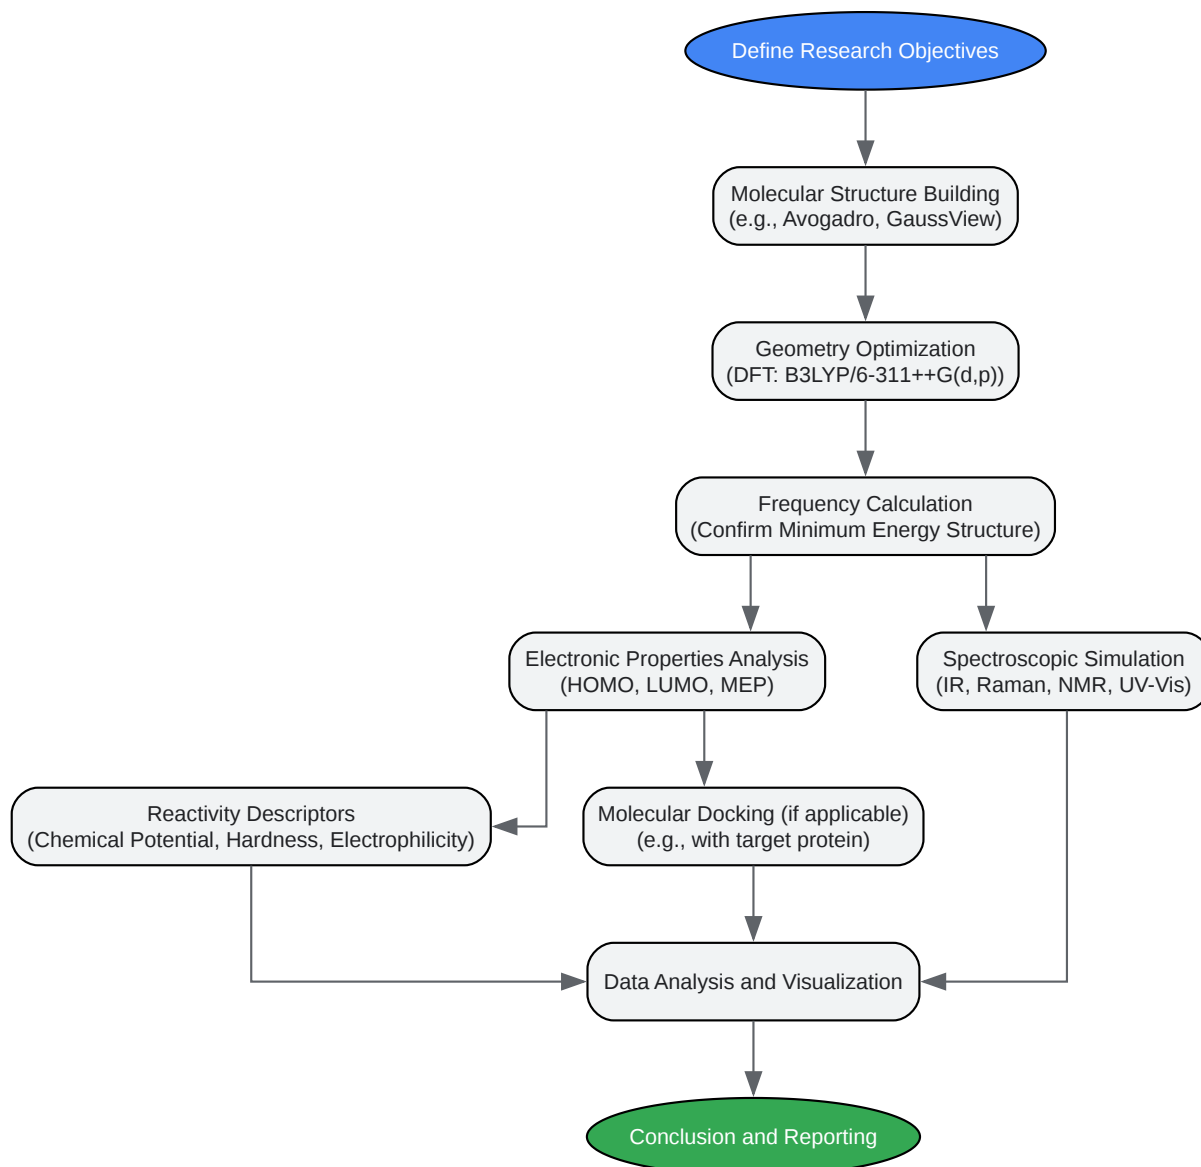 Define Research Objectives
Molecular Structure Building
(e.g., Avogadro, GaussView)
Geometry Optimization
(DFT: B3LYP/6-311++G(d,p))
Frequency Calculation
(Confirm Minimum Energy Structure)
Electronic Properties Analysis
(HOMO, LUMO, MEP)
Spectroscopic Simulation
(IR, Raman, NMR, UV-Vis)
Reactivity Descriptors
(Chemical Potential, Hardness, Electrophilicity)
Molecular Docking (if applicable)
(e.g., with target protein)
Data Analysis and Visualization
Conclusion and Reporting